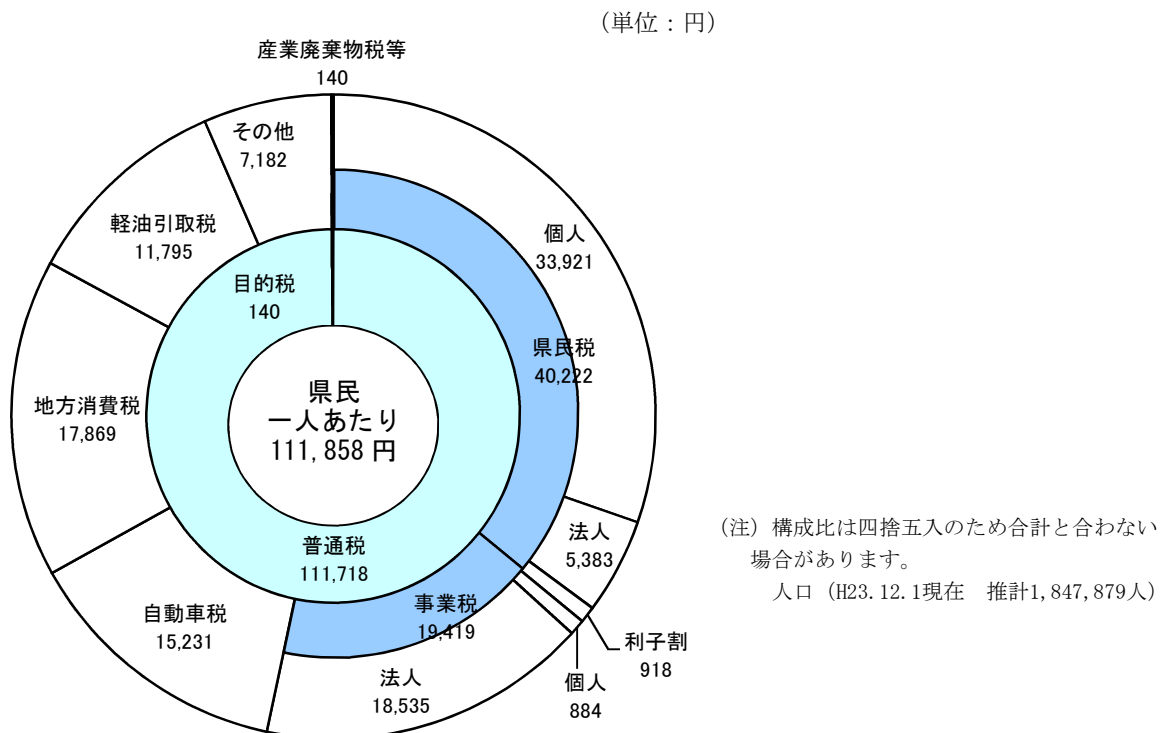 (単位：円)
産業廃棄物税等
140
その他
7,182
軽油引取税
11,795
個人
33,921
目的税
140
県民税
40,222
県民
一人あたり
111,858 円
地方消費税
17,869
法人
5,383
普通税
111,718
(注) 構成比は四捨五入のため合計と合わない
場合があります。
人口 (H23.12.1現在　推計1,847,879人)
自動車税
15,231
事業税
19,419
利子割
918
法人
18,535
個人
884